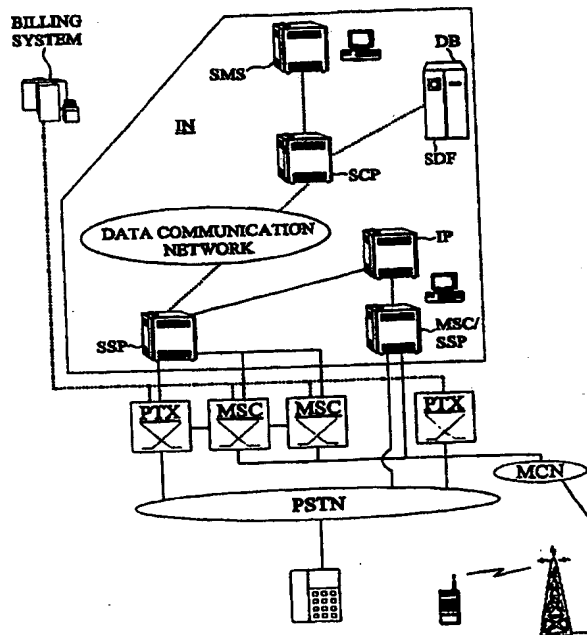 BILLING
SYSTEM
SMS
DB
IN
SCP
SDF
DATA COMMUNICATION
NETWORK
IP
SSP
MSC/
SSP
PTX
MSC
MSC
PTX
MCN
PSTN